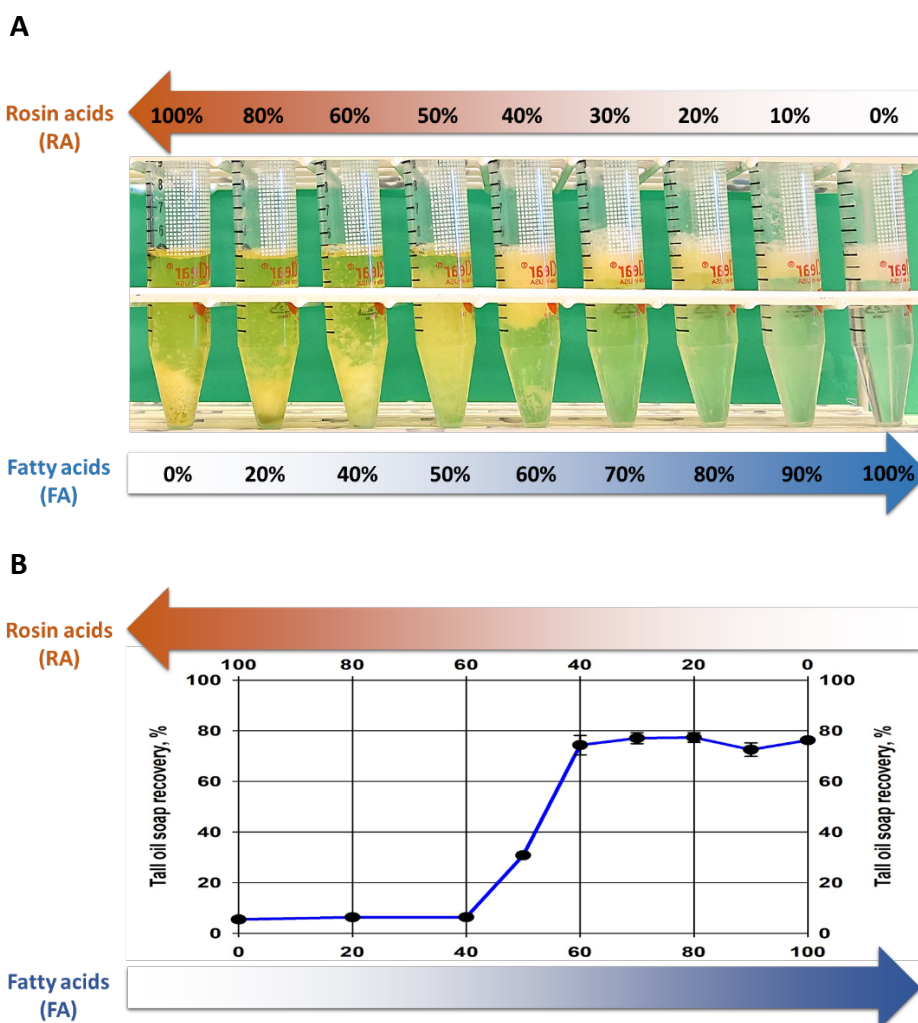 A
Rosin acids
(RA)
100% 80% 60% 50% 40% 30% 20% 10% 0%
Fatty acids
(FA)
0% 20% 40% 50% 60% 70% 80% 90% 100%
B
Rosin acids
(RA)
100 80 60 40 20 0
Tall oil soap recovery, %
100
80
60
40
20
0
100
80
60
40
20
0
Tall oil soap recovery, %
0 20 40 60 80 100
Fatty acids
(FA)